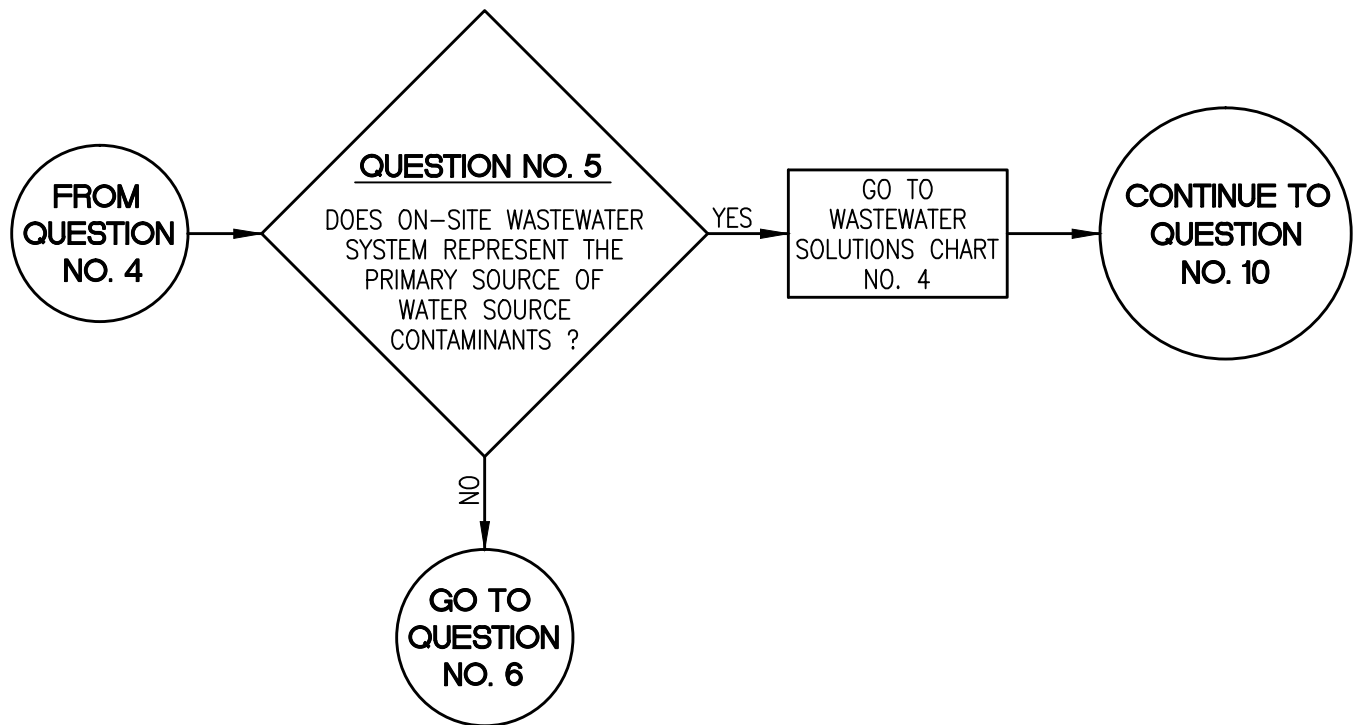 FROM
QUESTION
NO. 4
QUESTION NO. 5
DOES ON-SITE WASTEWATER
SYSTEM REPRESENT THE
PRIMARY SOURCE OF
WATER SOURCE
CONTAMINANTS ?
YES
GO TO
WASTEWATER
SOLUTIONS CHART
NO. 4
CONTINUE TO
QUESTION
NO. 10
NO
GO TO
QUESTION
NO. 6